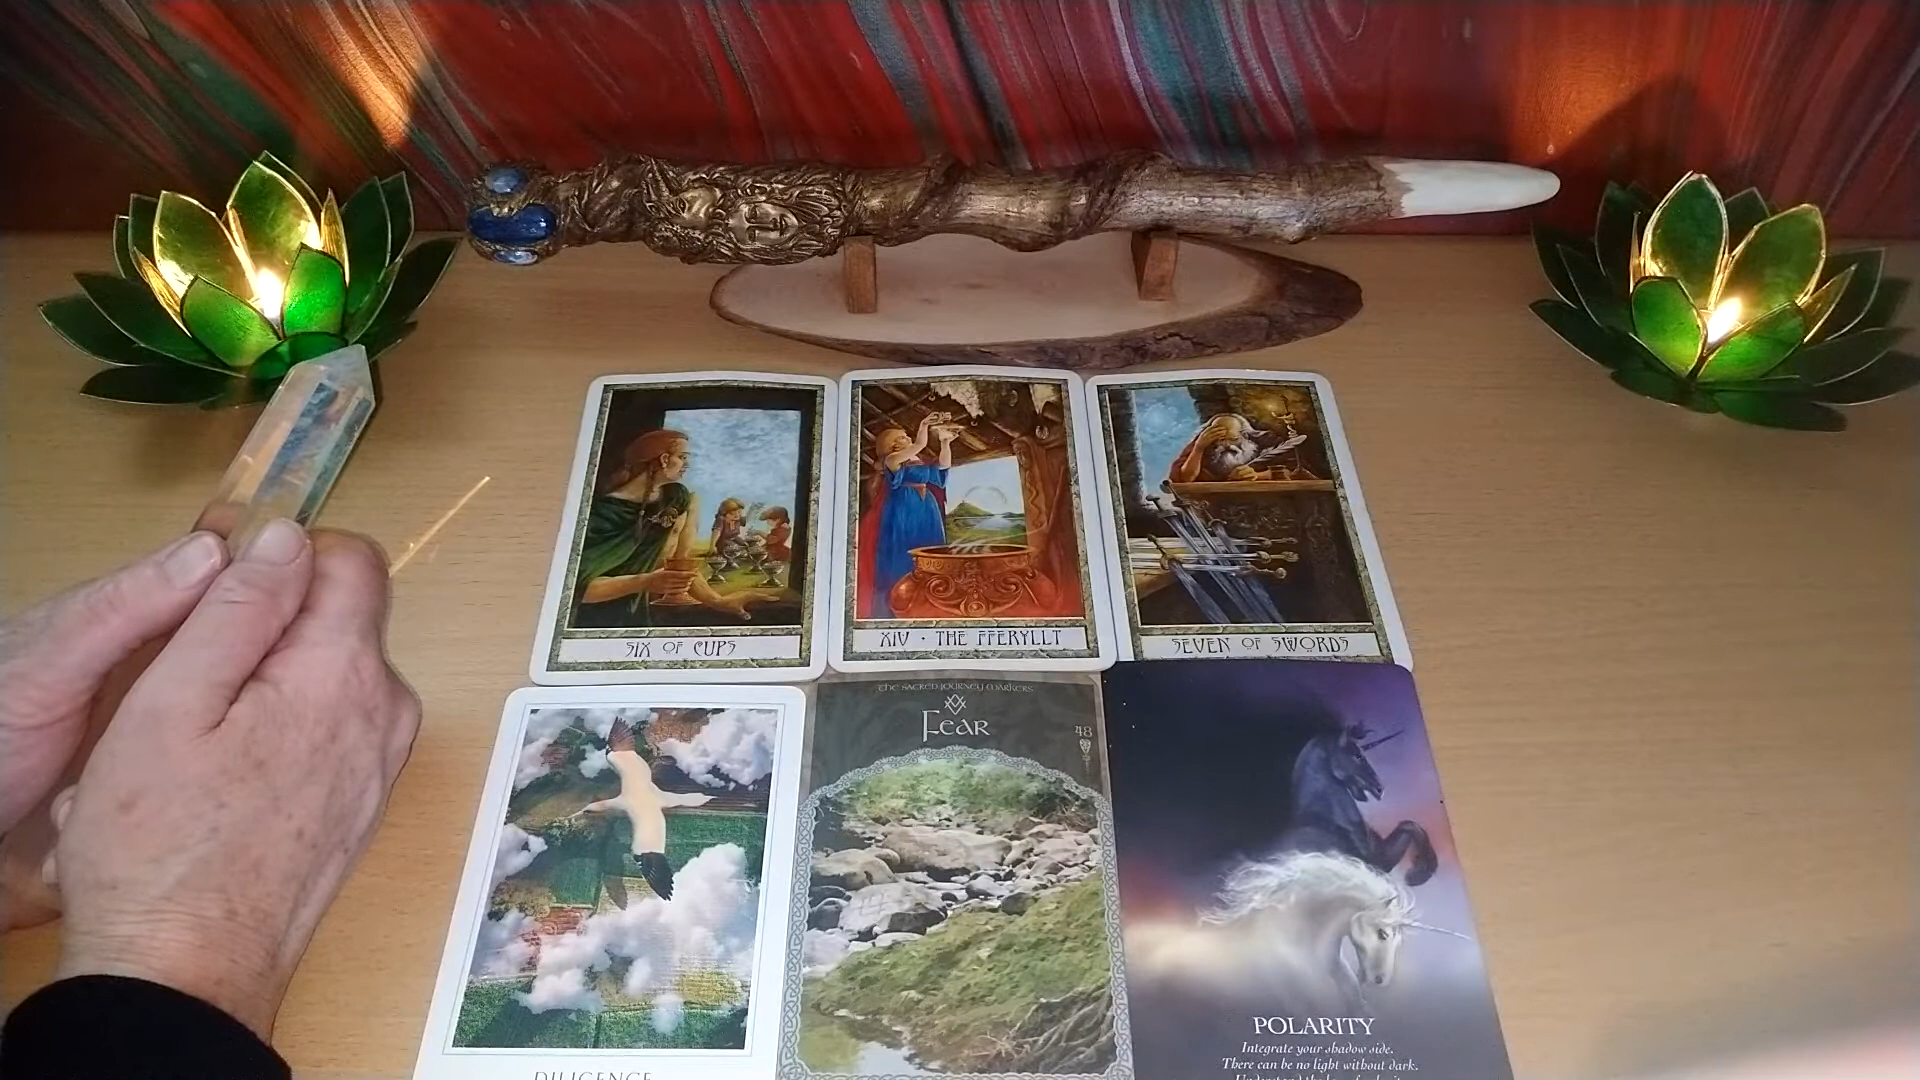 SIX OF CUPS
XIV · THE FFERYLLT
SEVEN OF SWORDS
THE SACRED JOURNEY MARKERS
Fear
48
DILIGENCE
POLARITY
Integrate your shadow side.
There can be no light without dark.